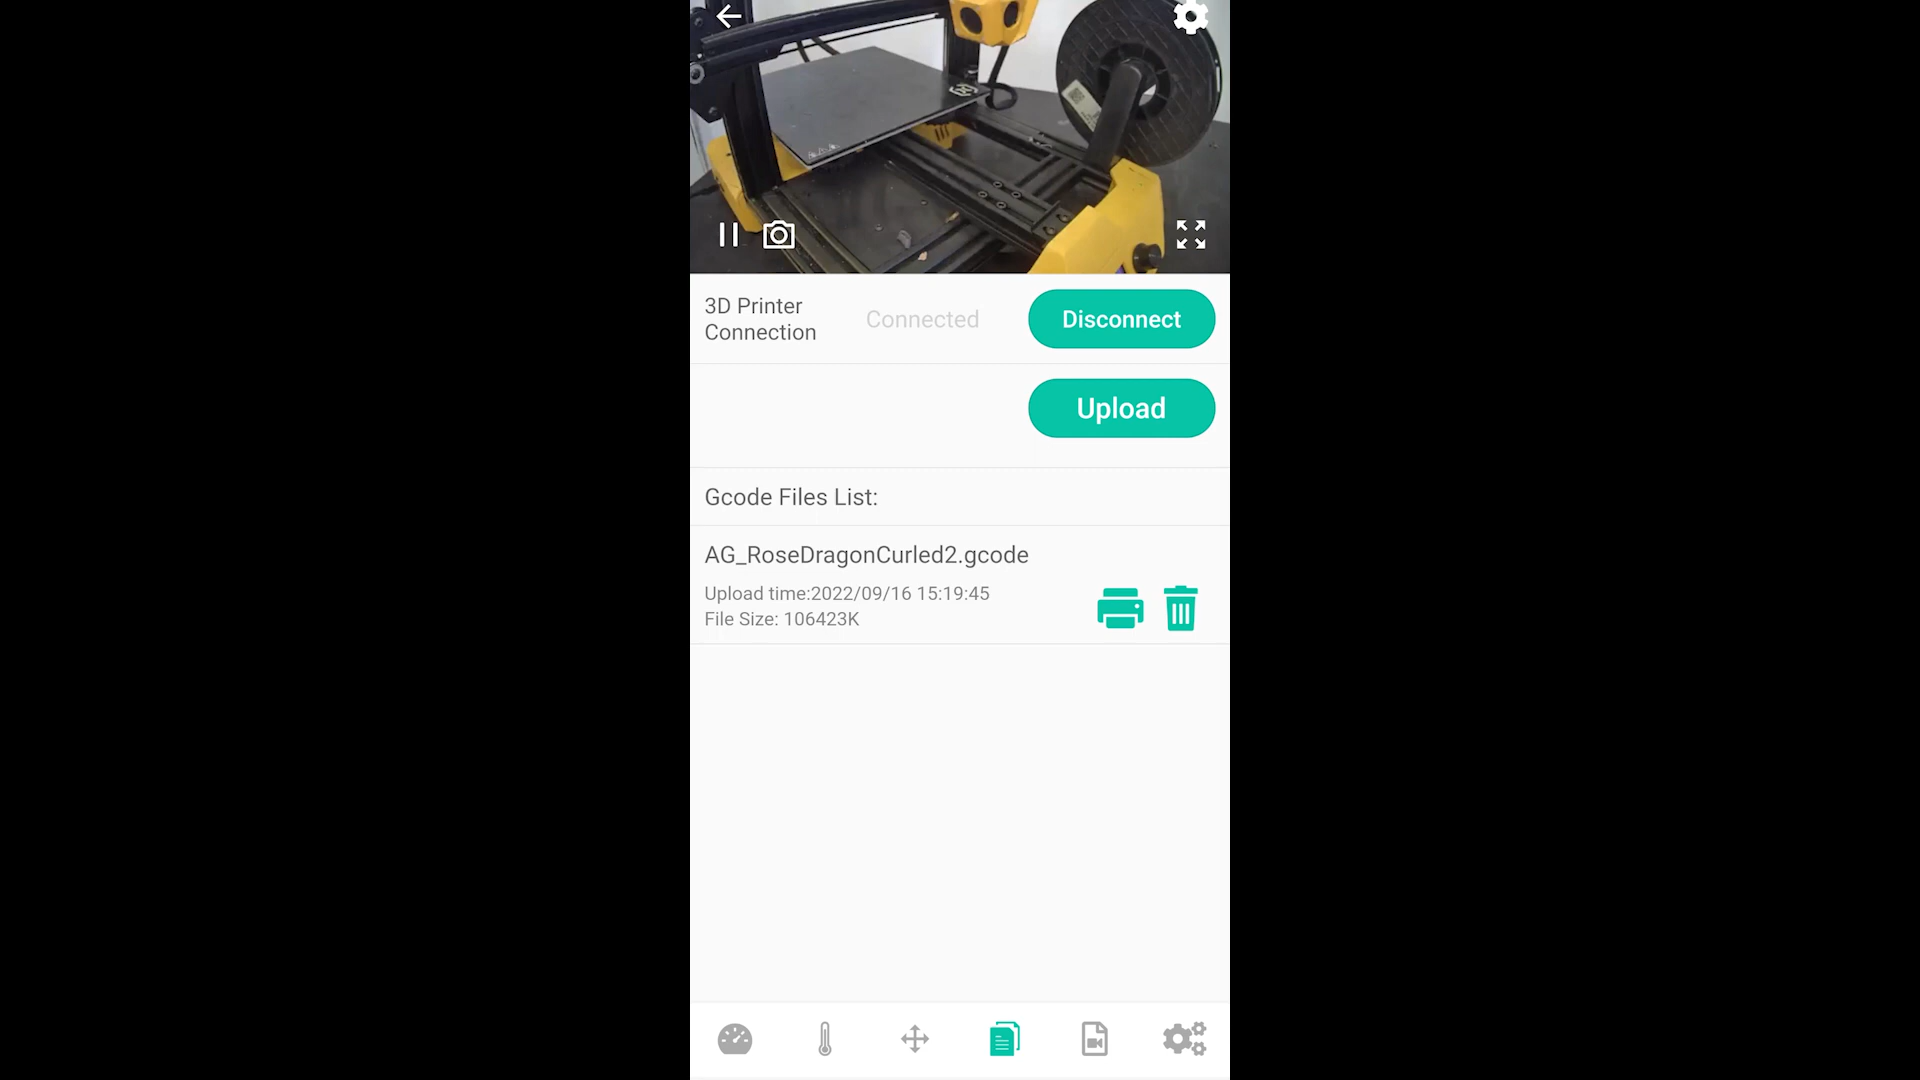 3D Printer
Connection
Connected
Disconnect
Upload
Gcode Files List:
AG_RoseDragonCurled2.gcode
Upload time:2022/09/16 15:19:45
File Size: 106423K